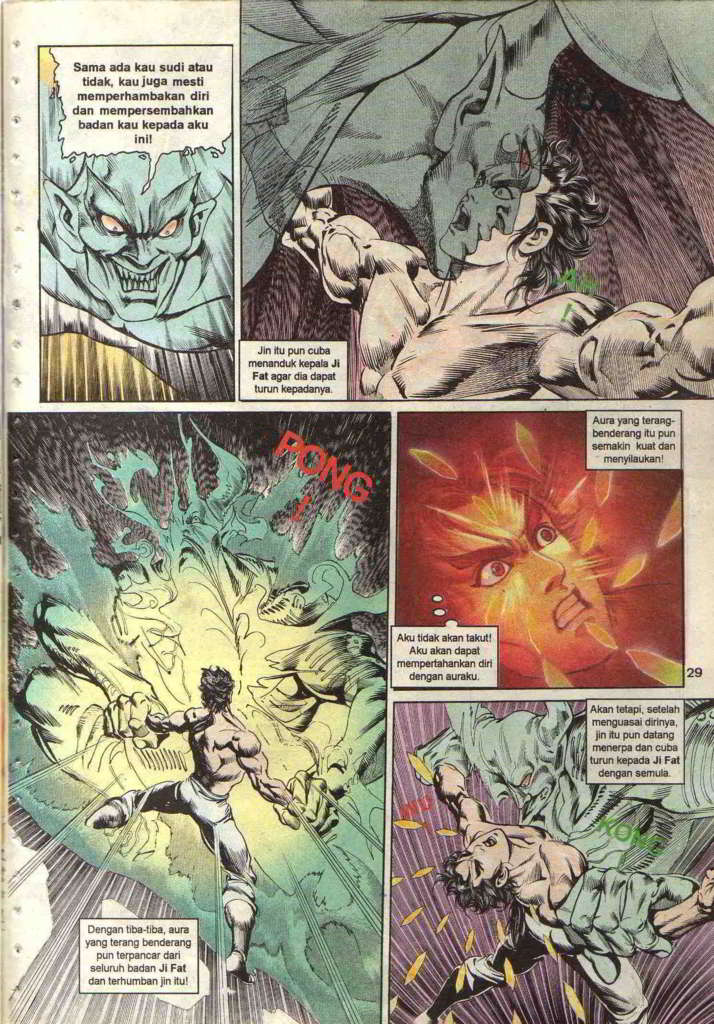 Sama ada kau sudi atau
tidak, kau juga mesti
memperhambakan diri
dan mempersembahkan
badan kau kepada aku
ini!
Jin itu pun cuba
menanduk kepala Ji
Fat agar dia dapat
turun kepadanya.
PONG
!
Aura yang terang-
benderang itu pun
semakin kuat dan
menyilaukan!
Aku tidak akan takut!
Aku akan dapat
mempertahankan diri
dengan auraku.
29
Dengan tiba-tiba, aura
yang terang benderang
pun terpancar dari
seluruh badan Ji Fat
dan terhumban jin itu!
Akan tetapi, setelah
menguasai dirinya,
jin itu pun datang
menerpa dan cuba
turun kepada Ji Fat
dengan semula.
KONG